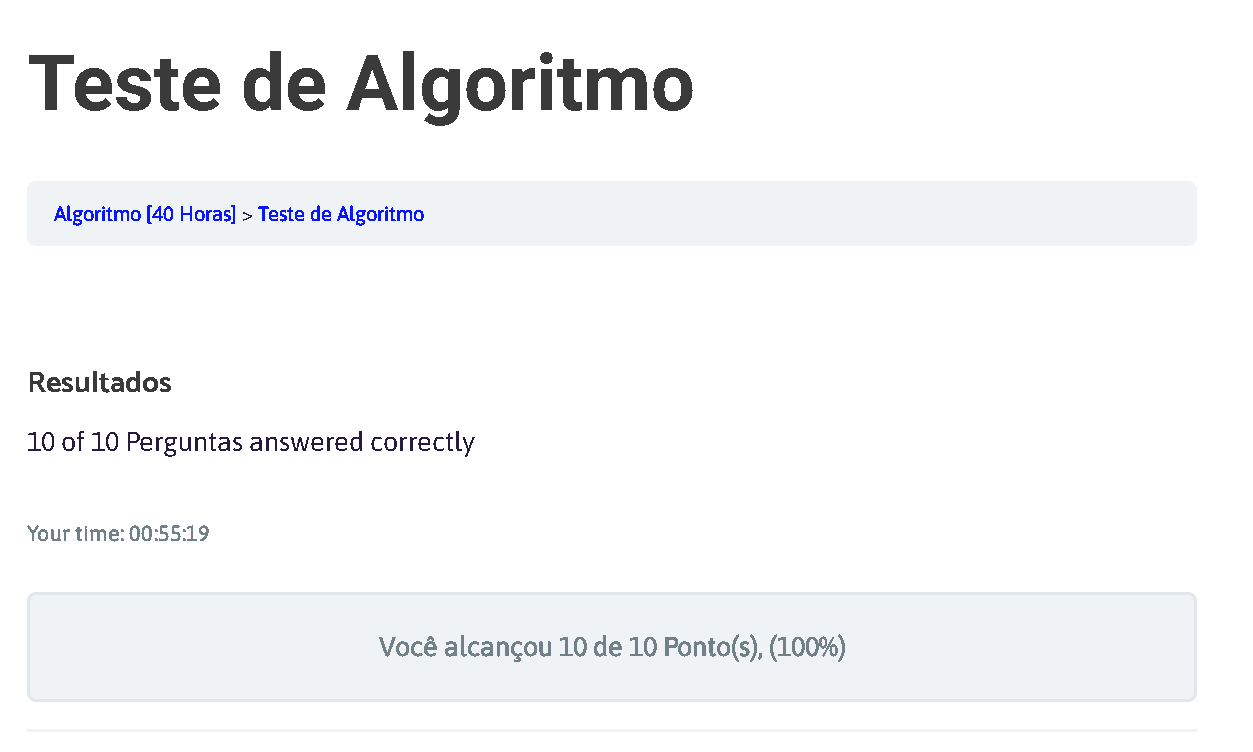 Teste de Algoritmo
Algoritmo [40 Horas] > Teste de Algoritmo
Resultados
10 of 10 Perguntas answered correctly
Your time: 00:55:19
Você alcançou 10 de 10 Ponto(s), (100%)